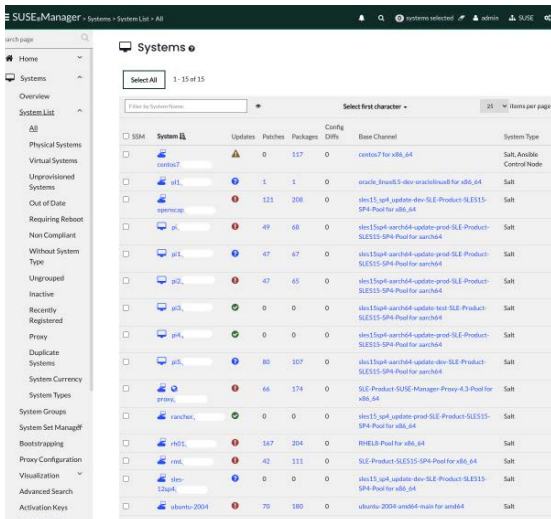 SUSE Manager › Systems › System List › All
0 systems selected admin SUSE
arch page
Home
Systems
Overview
System List
All
Physical Systems
Virtual Systems
Unprovisioned
Systems
Out of Date
Requiring Reboot
Non Compliant
Without System
Type
Ungrouped
Inactive
Recently
Registered
Proxy
Duplicate
Systems
System Currency
System Types
System Groups
System Set Manager
Bootstrapping
Proxy Configuration
Visualization
Advanced Search
Activation Keys
Systems
Select All 1 - 15 of 15
Filter by System Name: Select first character 25 items per page
SSM System Updates Patches Packages Config
Diffs Base Channel System Type
centos7. 0 117 0 centos7 for x86_64 Salt, Ansible
Control Node
ol1. 1 1 0 oracle_linux8.5-dev-oraclelinux8 for x86_64 Salt
openscap. 121 208 0 sles15_sp4_update-dev-SLE-Product-SLES15-
SP4-Pool for x86_64 Salt
pi. 49 68 0 sles15sp4-aarch64-update-prod-SLE-Product-
SLES15-SP4-Pool for aarch64 Salt
pi1. 47 67 0 sles15sp4-aarch64-update-prod-SLE-Product-
SLES15-SP4-Pool for aarch64 Salt
pi2. 47 65 0 sles15sp4-aarch64-update-prod-SLE-Product-
SLES15-SP4-Pool for aarch64 Salt
pi3. 0 0 0 sles15sp4-aarch64-update-test-SLE-Product-
SLES15-SP4-Pool for aarch64 Salt
pi4. 0 0 0 sles15sp4-aarch64-update-prod-SLE-Product-
SLES15-SP4-Pool for aarch64 Salt
pi5. 80 107 0 sles15sp4-aarch64-update-dev-SLE-Product-
SLES15-SP4-Pool for aarch64 Salt
proxy. 66 174 0 SLE-Product-SUSE-Manager-Proxy-4.3-Pool for
x86_64 Salt
rancher. 0 0 0 sles15_sp4_update-prod-SLE-Product-SLES15-
SP4-Pool for x86_64 Salt
rh01. 167 204 0 RHEL8-Pool for x86_64 Salt
rmt. 42 111 0 SLE-Product-SLES15-SP4-Pool for x86_64 Salt
sles-
12sp4. 0 0 0 sles15_sp4_update-dev-SLE-Product-SLES15-
SP4-Pool for x86_64 Salt
ubuntu-2004 70 180 0 ubuntu-2004-amd64-main for amd64 Salt